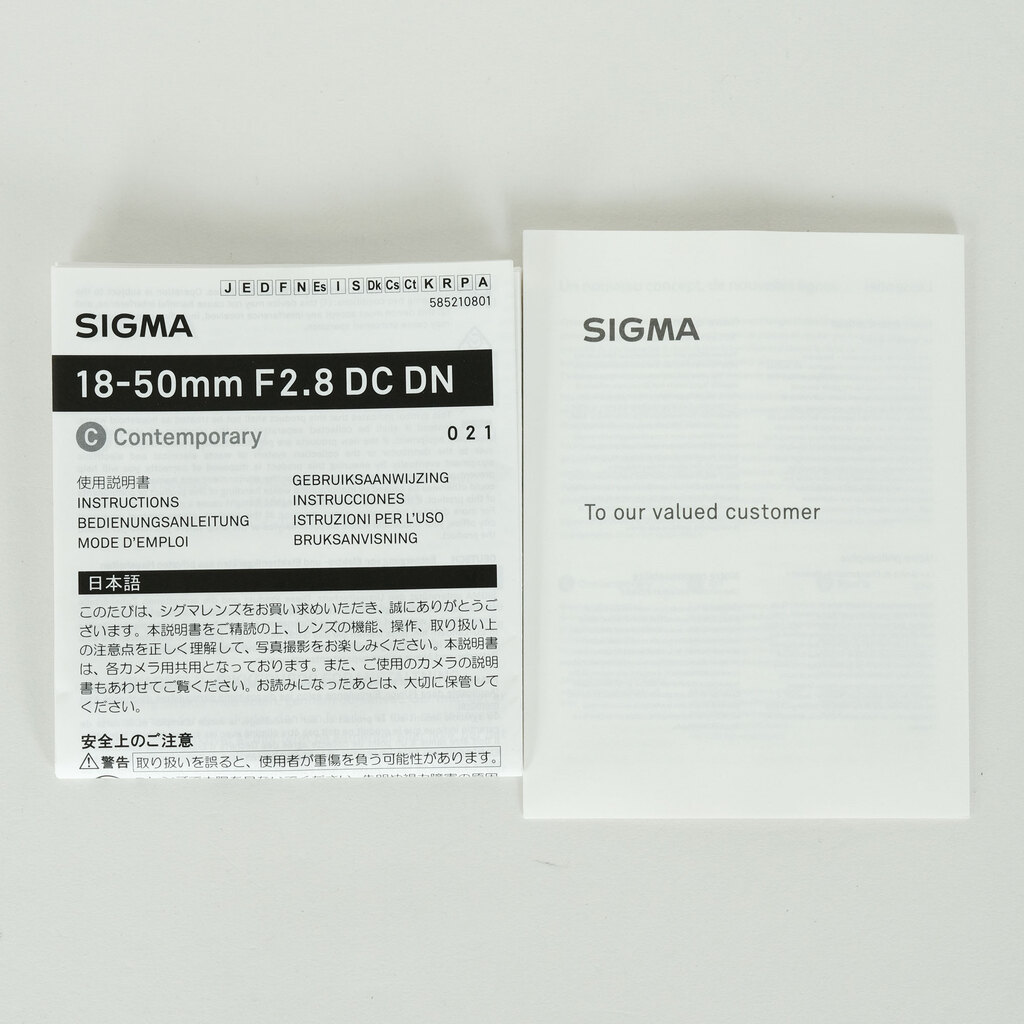 J E D F N Es I S Dk Cs Ct K R P A
585210801
SIGMA
18-50mm F2.8 DC DN
C Contemporary
021
使用説明書
INSTRUCTIONS
BEDIENUNGSANLEITUNG
MODE D'EMPLOI
GEBRUIKSAANWIJZING
INSTRUCCIONES
ISTRUZIONI PER L'USO
BRUKSANVISNING
日本語
このたびは、シグマレンズをお買い求めいただき、誠にありがとうご
ざいます。本説明書をご精読の上、レンズの機能、操作、取り扱い上
の注意点を正しく理解して、写真撮影をお楽しみください。本説明書
は、各カメラ用共用となっております。また、ご使用のカメラの説明
書もあわせてご覧ください。お読みになったあとは、大切に保管して
ください。
安全上のご注意
警告 取り扱いを誤ると、使用者が重傷を負う可能性があります。
SIGMA
To our valued customer